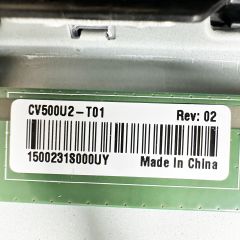 CV500U2-T01 Rev: 02
1500231S000UY Made In China